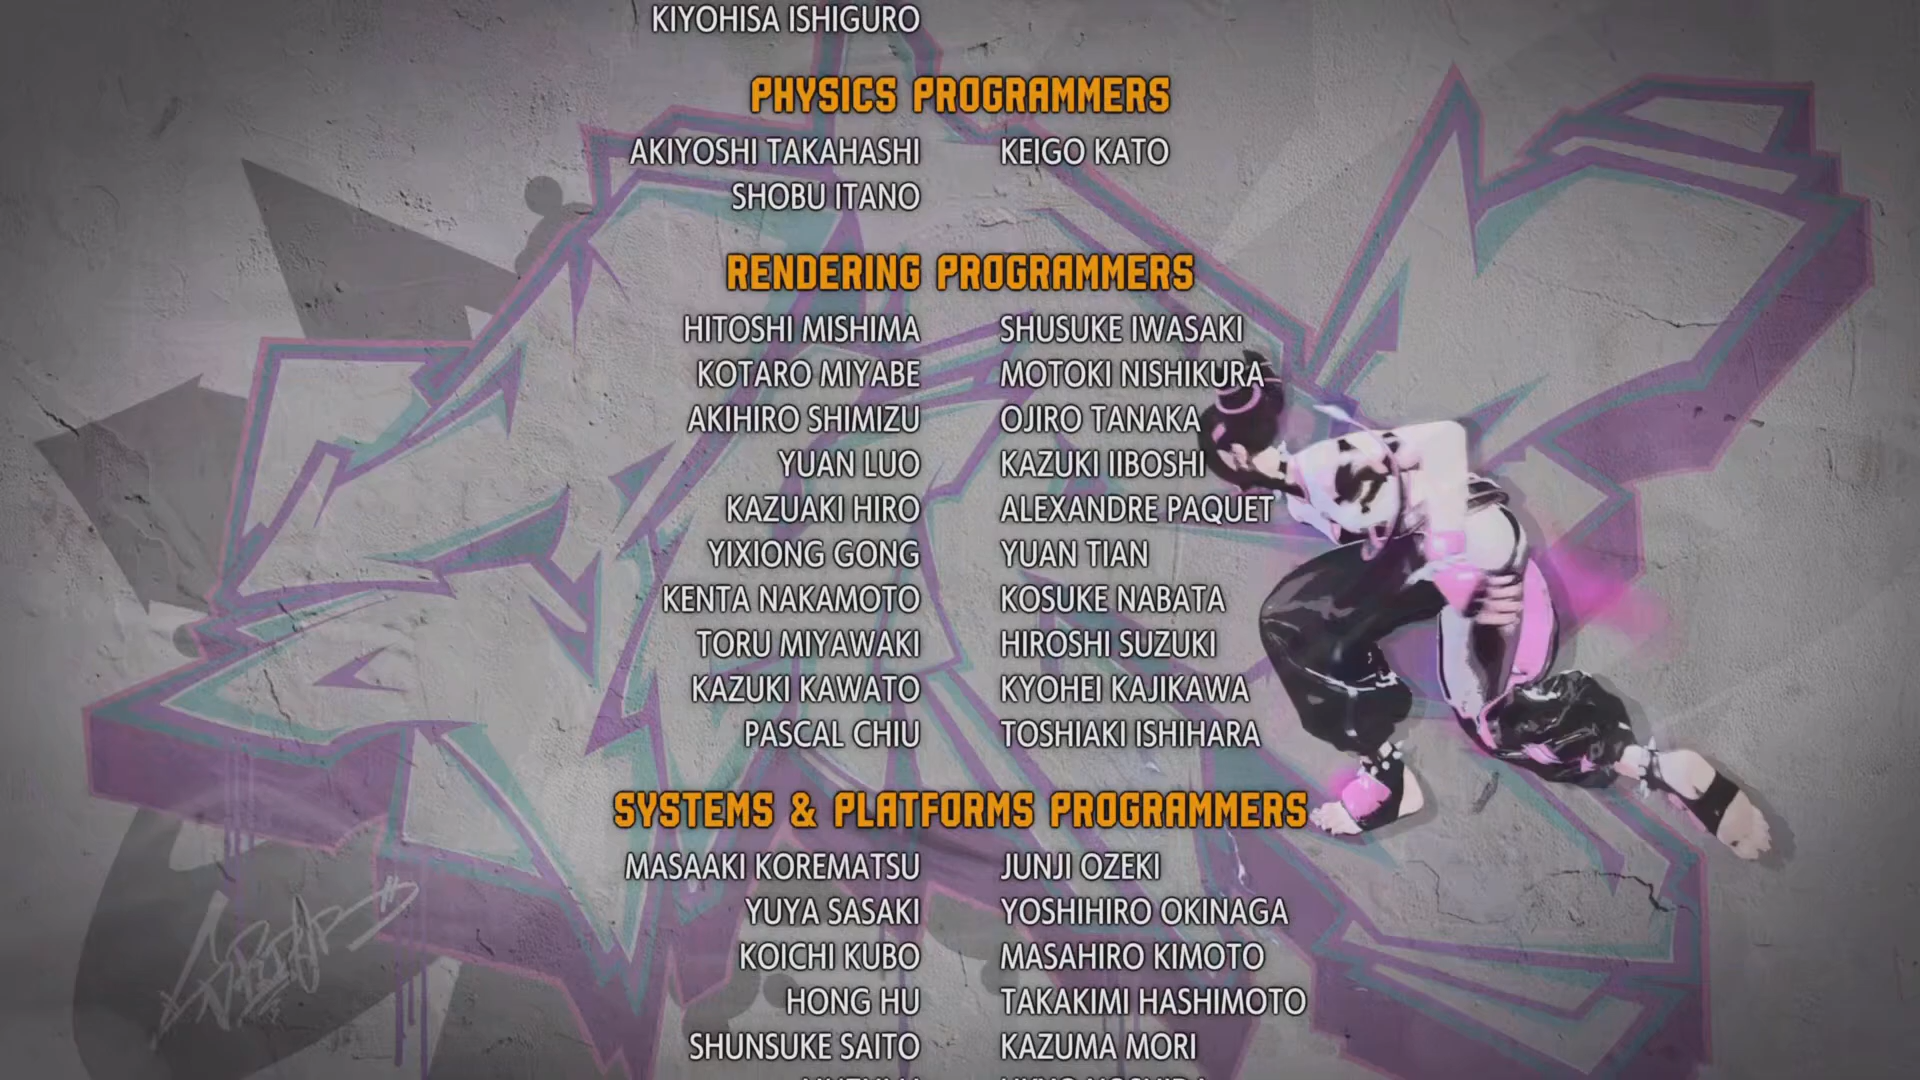 KIYOHISA ISHIGURO
PHYSICS PROGRAMMERS
AKIYOSHI TAKAHASHI KEIGO KATO
SHOBU ITANO
RENDERING PROGRAMMERS
HITOSHI MISHIMA SHUSUKE IWASAKI
KOTARO MIYABE MOTOKI NISHIKURA
AKIHIRO SHIMIZU OJIRO TANAKA
YUAN LUO KAZUKI IIBOSHI
KAZUAKI HIRO ALEXANDRE PAQUET
YIXIONG GONG YUAN TIAN
KENTA NAKAMOTO KOSUKE NABATA
TORU MIYAWAKI HIROSHI SUZUKI
KAZUKI KAWATO KYOHEI KAJIKAWA
PASCAL CHIU TOSHIAKI ISHIHARA
SYSTEMS & PLATFORMS PROGRAMMERS
MASAAKI KOREMATSU JUNJI OZEKI
YUYA SASAKI YOSHIHIRO OKINAGA
KOICHI KUBO MASAHIRO KIMOTO
HONG HU TAKAKIMI HASHIMOTO
SHUNSUKE SAITO KAZUMA MORI